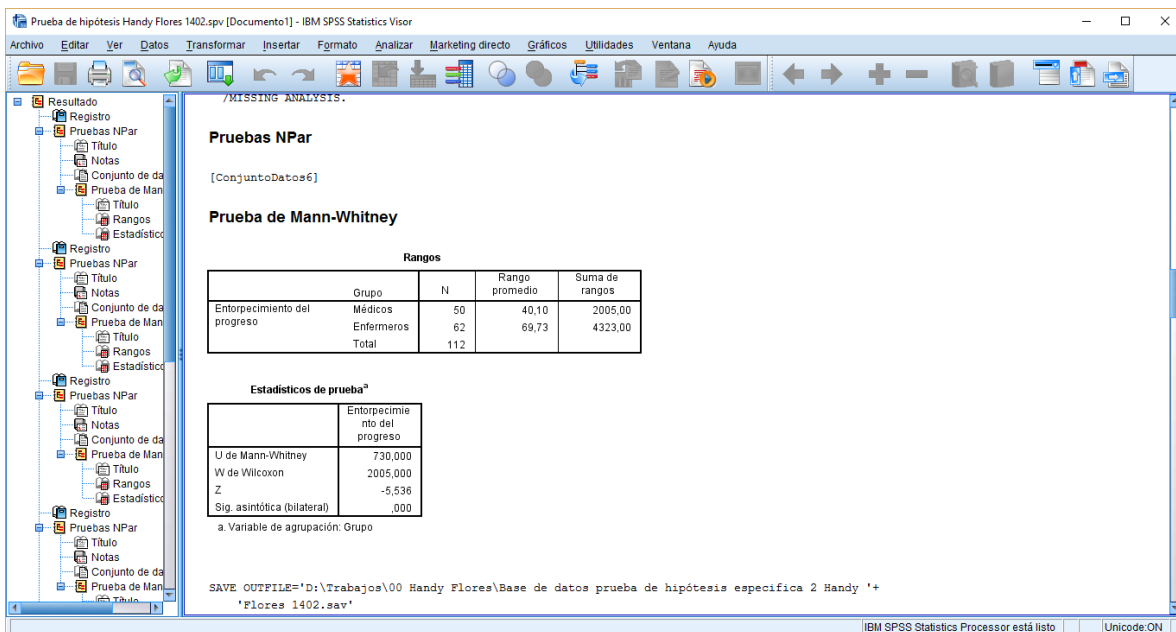 Prueba de hipótesis Handy Flores 1402.spv [Documento1] - IBM SPSS Statistics Visor
Archivo Editar Ver Datos Transformar Insertar Formato Analizar Marketing directo Gráficos Utilidades Ventana Ayuda
Resultado
Registro
Pruebas NPar
Título
Notas
Conjunto de da
Prueba de Man
Título
Rangos
Estadístic
Registro
Pruebas NPar
Título
Notas
Conjunto de da
Prueba de Man
Título
Rangos
Estadístic
Registro
Pruebas NPar
Título
Notas
Conjunto de da
Prueba de Man
Título
Rangos
Estadístic
Registro
Pruebas NPar
Título
Notas
Conjunto de da
Prueba de Man
Título
/MISSING ANALYSIS.
Pruebas NPar
[ConjuntoDatos6]
Prueba de Mann-Whitney
Rangos
Grupo N Rango promedio Suma de rangos
Entorpecimiento del progreso Médicos 50 40,10 2005,00
Enfermeros 62 69,73 4323,00
Total 112
Estadísticos de prueba<sup>a</sup>
Entorpecimie
nto del
progreso
U de Mann-Whitney 730,000
W de Wilcoxon 2005,000
Z -5,536
Sig. asintótica (bilateral) ,000
a. Variable de agrupación: Grupo
SAVE OUTFILE='D:\Trabajos\00 Handy Flores\Base de datos prueba de hipótesis especifica 2 Handy '+
'Flores 1402.sav'
IBM SPSS Statistics Processor está listo Unicode:ON